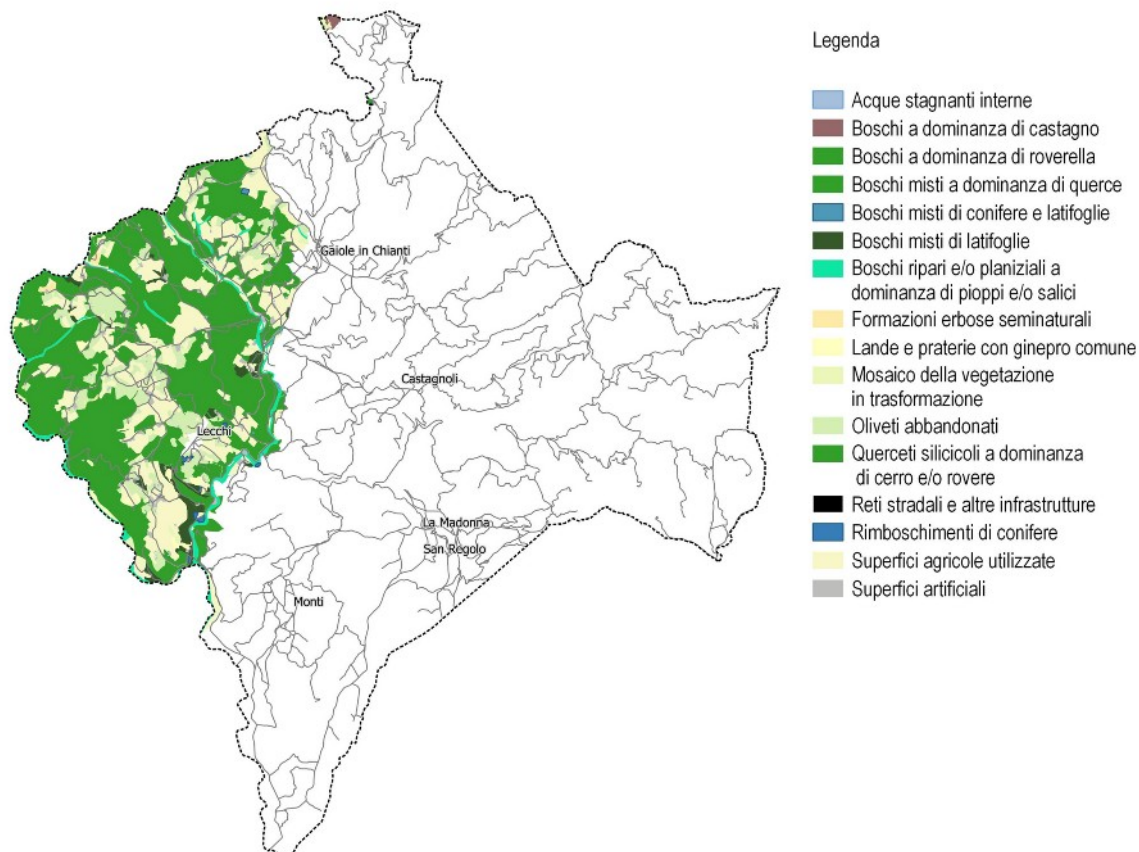 Legenda
Acque stagnanti interne
Boschi a dominanza di castagno
Boschi a dominanza di roverella
Boschi misti a dominanza di querce
Boschi misti di conifere e latifoglie
Boschi misti di latifoglie
Boschi ripari e/o planiziali a
dominanza di pioppi e/o salici
Formazioni erbose seminaturali
Lande e praterie con ginepro comune
Mosaico della vegetazione
in trasformazione
Oliveti abbandonati
Querceti silicicoli a dominanza
di cerro e/o rovere
Reti stradali e altre infrastrutture
Rimboschimenti di conifere
Superfici agricole utilizzate
Superfici artificiali
Gaiole in Chianti
Castagnoli
Lecchi
La Madonna
San Regolo
Monti